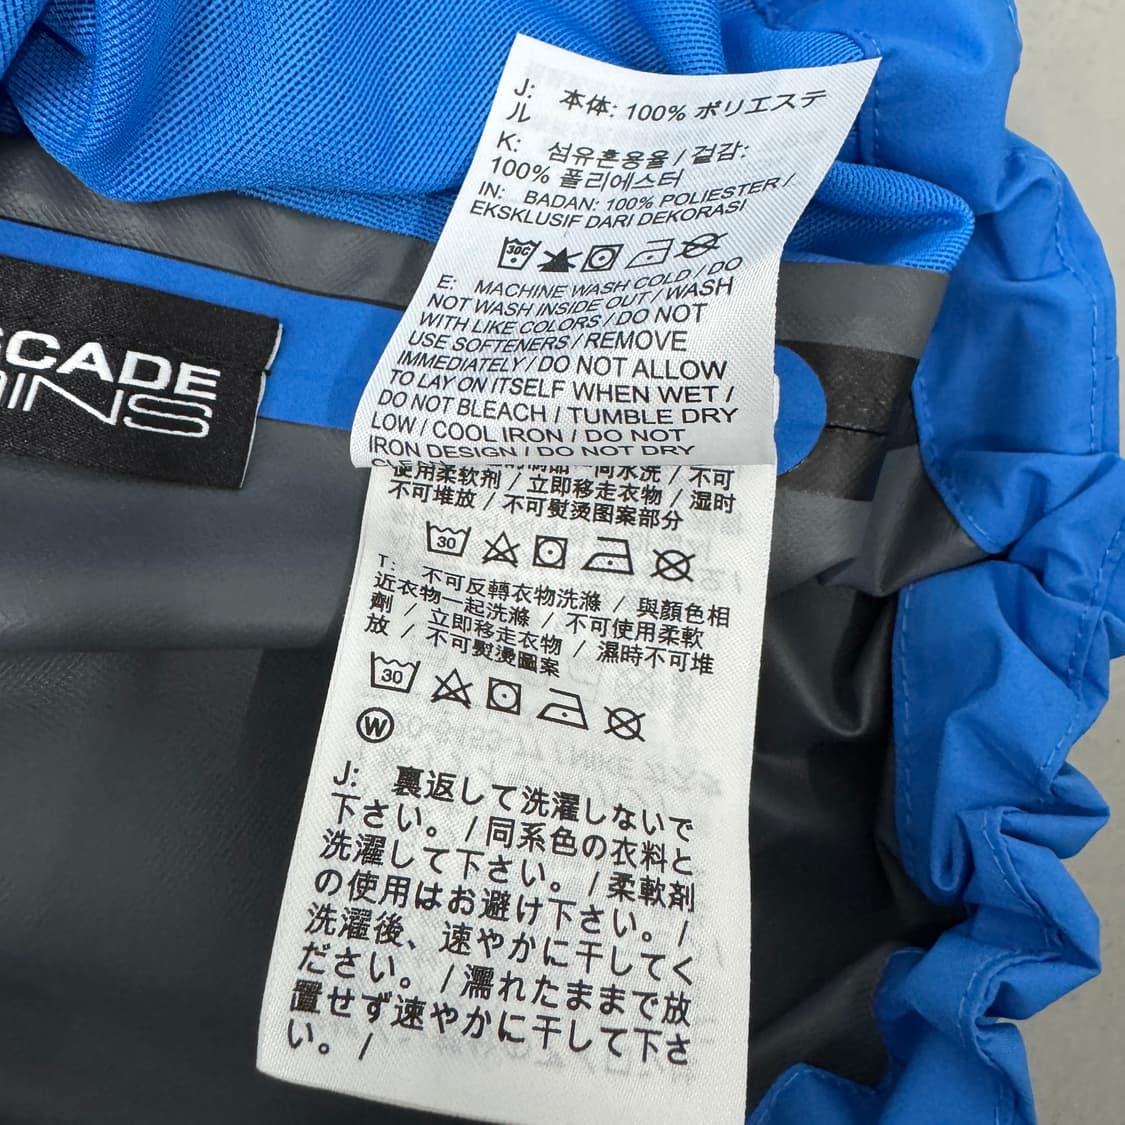 J: 本体: 100% ポリエステ
ル
K: 섬유혼용율 / 겉감:
100% 폴리에스터
IN: BADAN: 100% POLIESTER /
EKSKLUSIF DARI DEKORASI
30C
E: MACHINE WASH COLD / DO
NOT WASH INSIDE OUT / WASH
WITH LIKE COLORS / DO NOT
USE SOFTENERS / REMOVE
IMMEDIATELY / DO NOT ALLOW
TO LAY ON ITSELF WHEN WET /
DO NOT BLEACH / TUMBLE DRY
LOW / COOL IRON / DO NOT
IRON DESIGN / DO NOT DRY
使用柔软剂 / 立即移走衣物 / 湿时
不可堆放 / 不可熨烫图案部分
30
T: 不可反轉衣物洗滌 / 與顏色相
近衣物一起洗滌 / 不可使用柔軟
劑 / 立即移走衣物 / 濕時不可堆
放 / 不可熨燙圖案
30
W
J: 裏返して洗濯しないで
下さい。 / 同系色の衣料と
洗濯して下さい。 / 柔軟剤
の使用はお避け下さい。 /
洗濯後、速やかに干してく
ださい。 / 濡れたままで放
置せず速やかに干して下さ
い。 /
CADE
INS